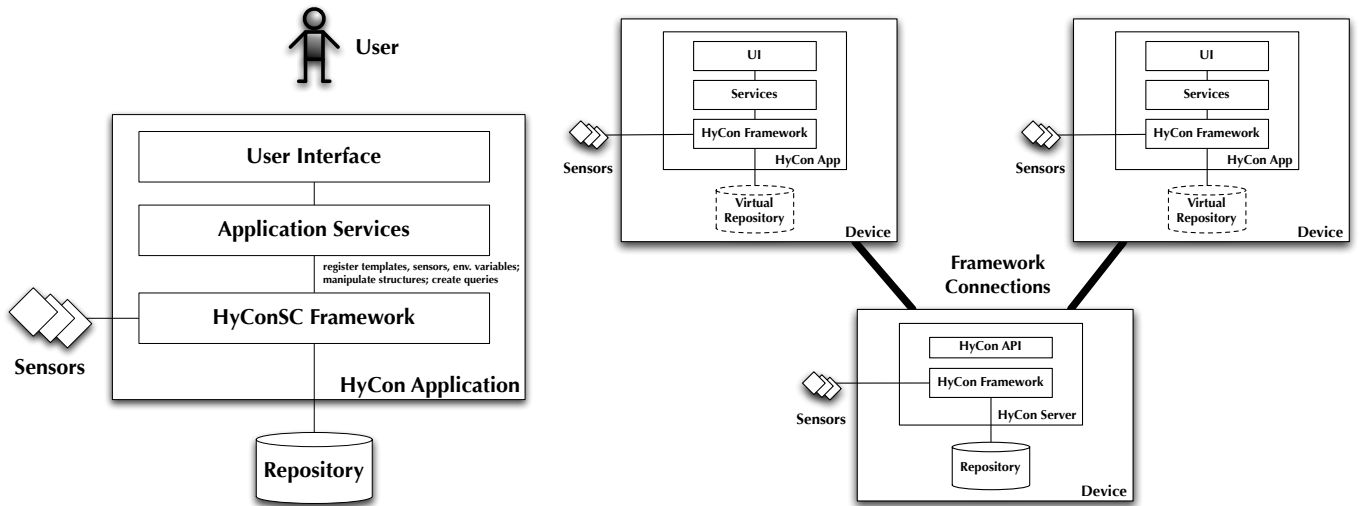 User
User Interface
Application Services
register templates, sensors, env. variables;
manipulate structures; create queries
HyConSC Framework
Sensors
HyCon Application
Repository
UI
Services
HyCon Framework
HyCon App
Sensors
Virtual
Repository
Device
UI
Services
HyCon Framework
HyCon App
Sensors
Virtual
Repository
Device
Framework
Connections
HyCon API
HyCon Framework
HyCon Server
Sensors
Repository
Device